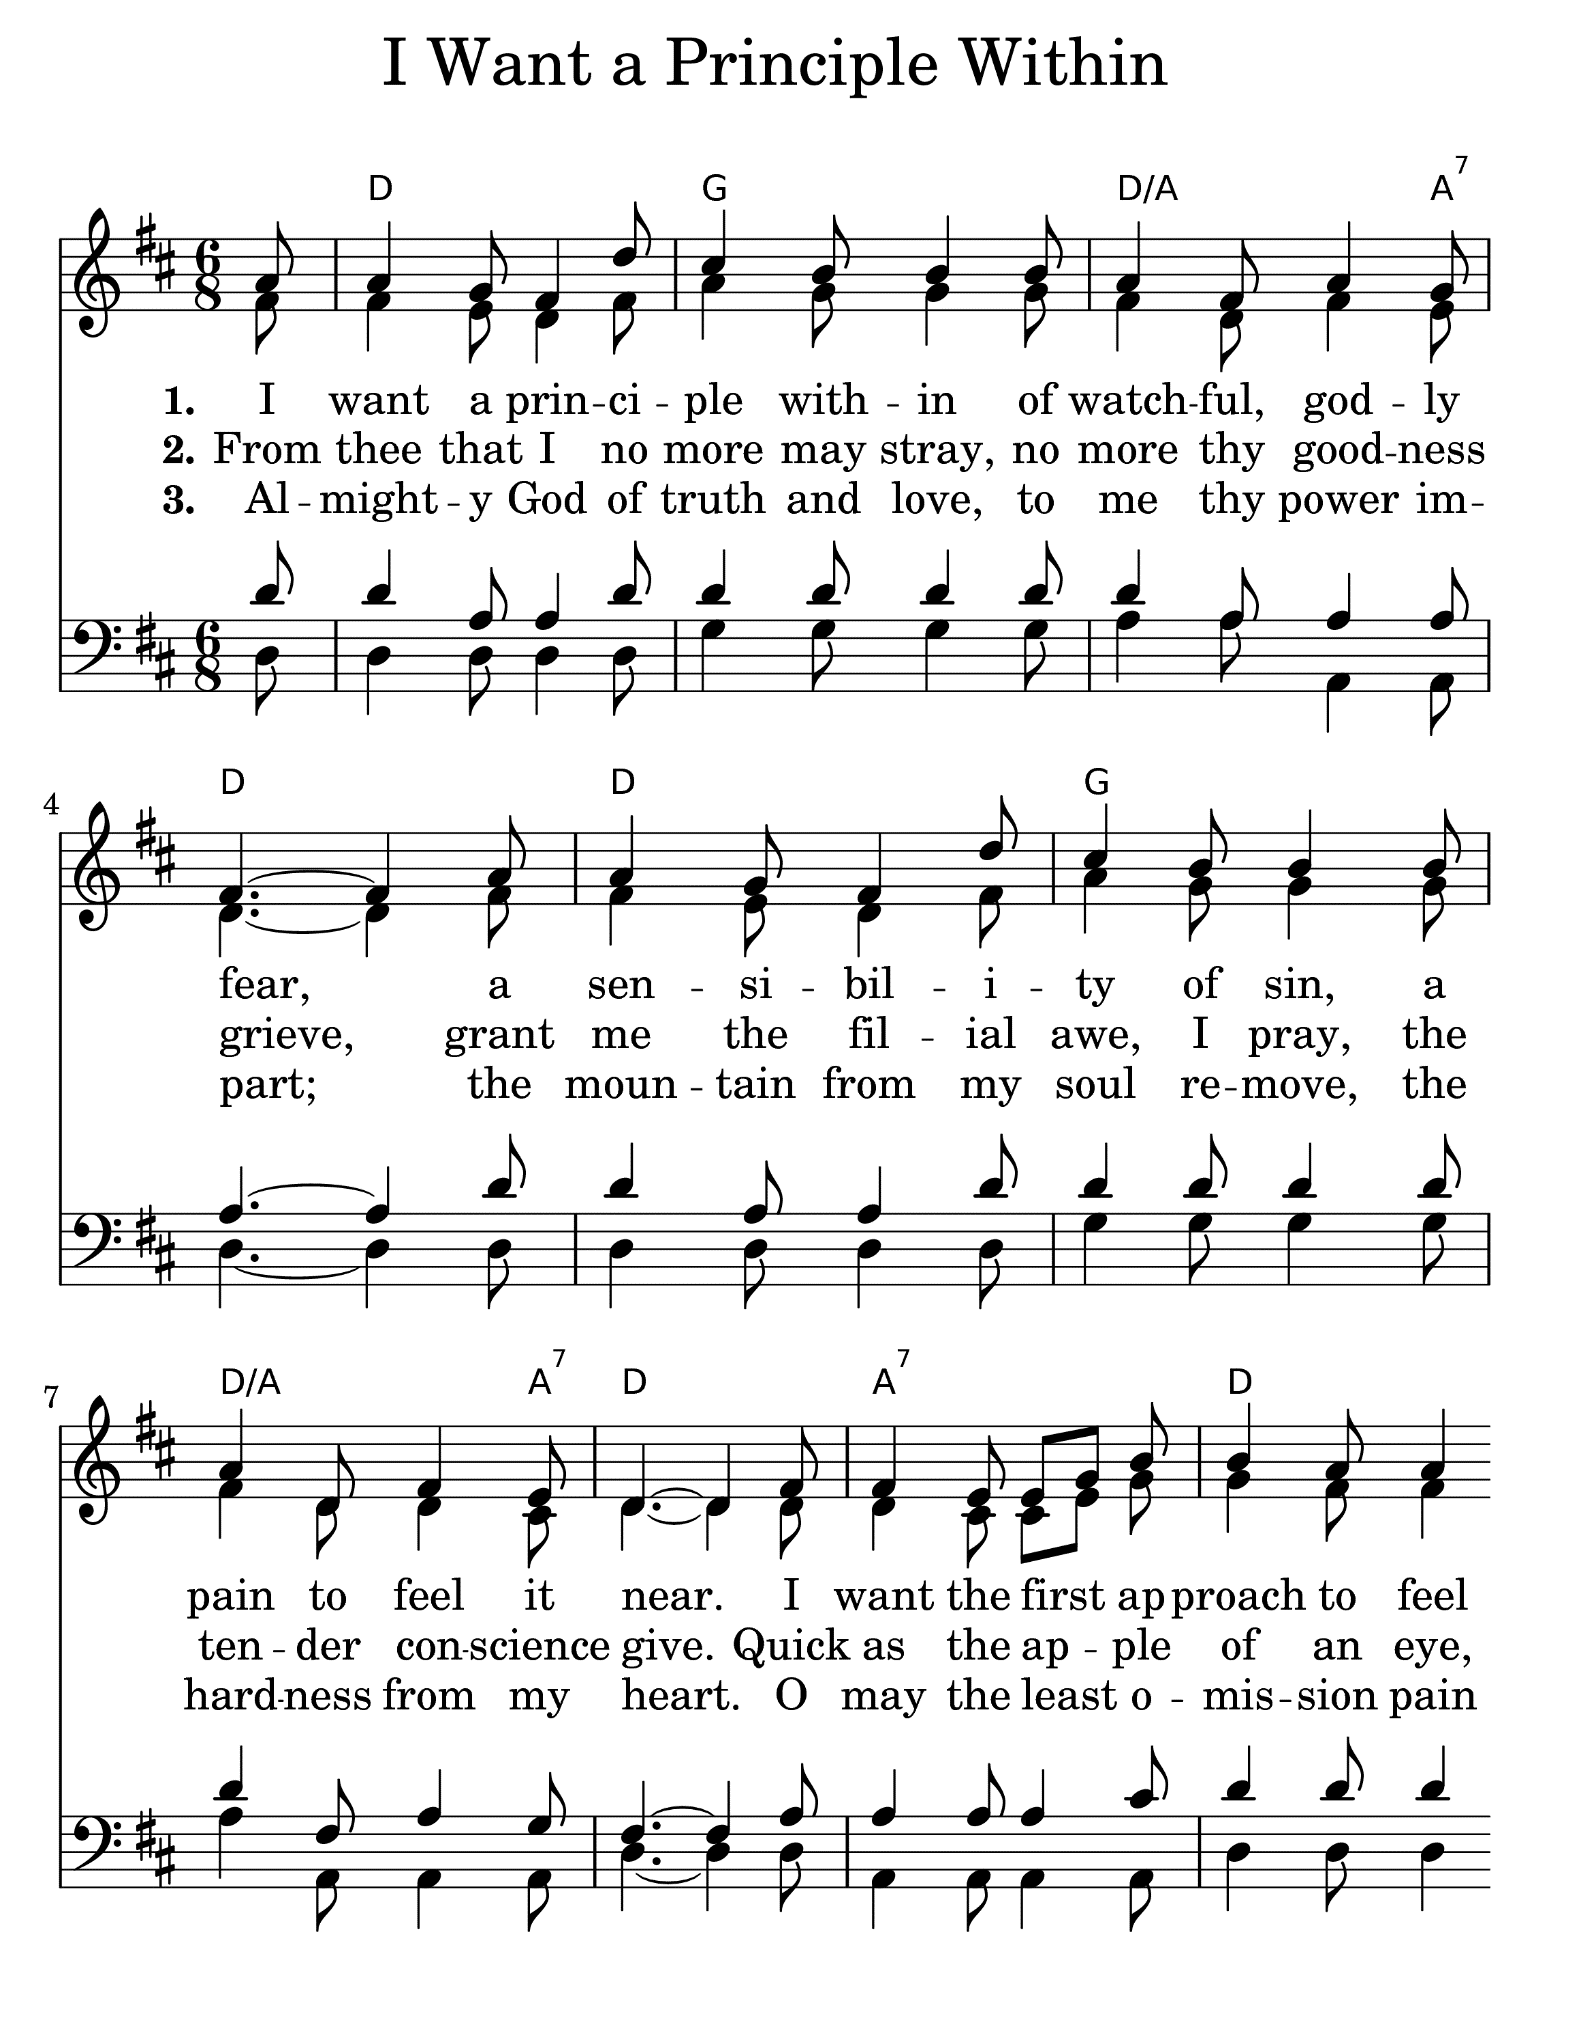 I Want a Principle Within
D G D/A A7
6 8
1. I want a prin -- ci -- ple with -- in of watch -- ful, god -- ly
2. From thee that I no more may stray, no more thy good -- ness
3. Al -- might -- y God of truth and love, to me thy power im --
6 8
D D G
4
fear, a sen -- si -- bil -- i -- ty of sin, a
grieve, grant me the fil -- ial awe, I pray, the
part; the moun -- tain from my soul re -- move, the
D/A A7 D A7 D
7
pain to feel it near. I want the first ap proach to feel
ten -- der con -- science give. Quick as the ap -- ple of an eye,
hard -- ness from my heart. O may the least o -- mis -- sion pain